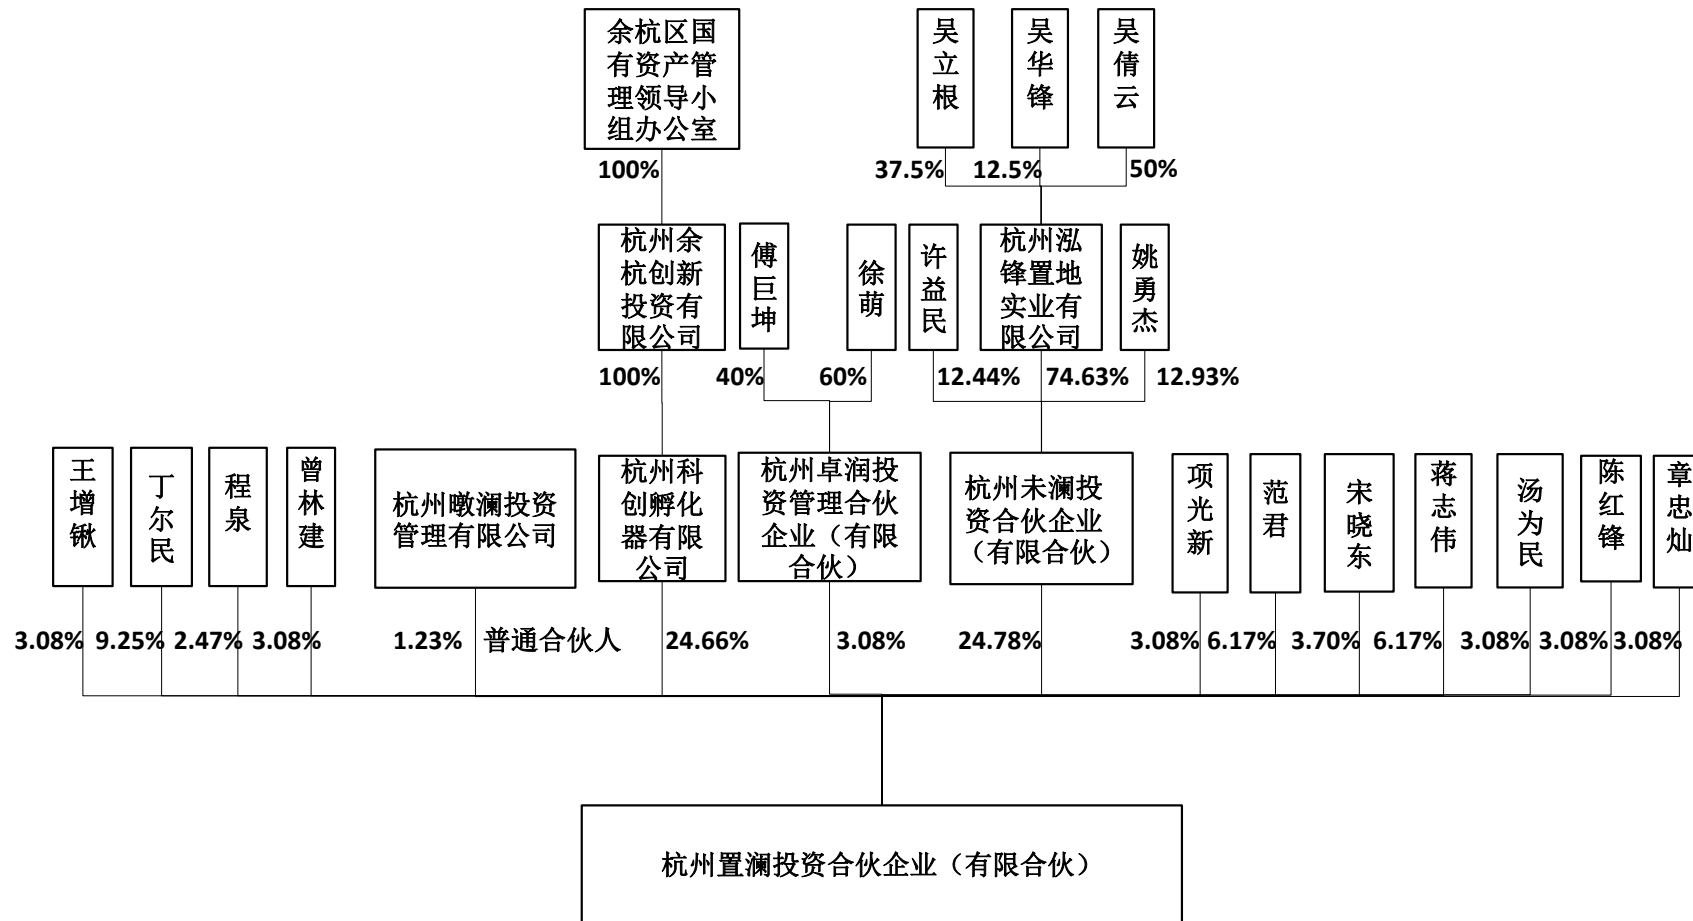 余杭区国
有资产管
理领导小
组办公室
吴立根
吴华锋
吴倩云
100%
37.5%
12.5%
50%
杭州余
杭创新
投资有
限公司
傅巨坤
徐萌
许益民
杭州泓
锋置地
实业有
限公司
姚勇杰
100%
40%
60%
12.44%
74.63%
12.93%
王增锹
丁尔民
程泉
曾林建
杭州暾澜投资
管理有限公司
杭州科
创孵化
器有限
公司
杭州卓润投
资管理合伙
企业（有限
合伙）
杭州未澜投
资合伙企业
（有限合伙）
项光新
范君
宋晓东
蒋志伟
汤为民
陈红锋
章忠灿
3.08%
9.25%
2.47%
3.08%
1.23%
普通合伙人
24.66%
3.08%
24.78%
3.08%
6.17%
3.70%
6.17%
3.08%
3.08%
3.08%
杭州置澜投资合伙企业（有限合伙）